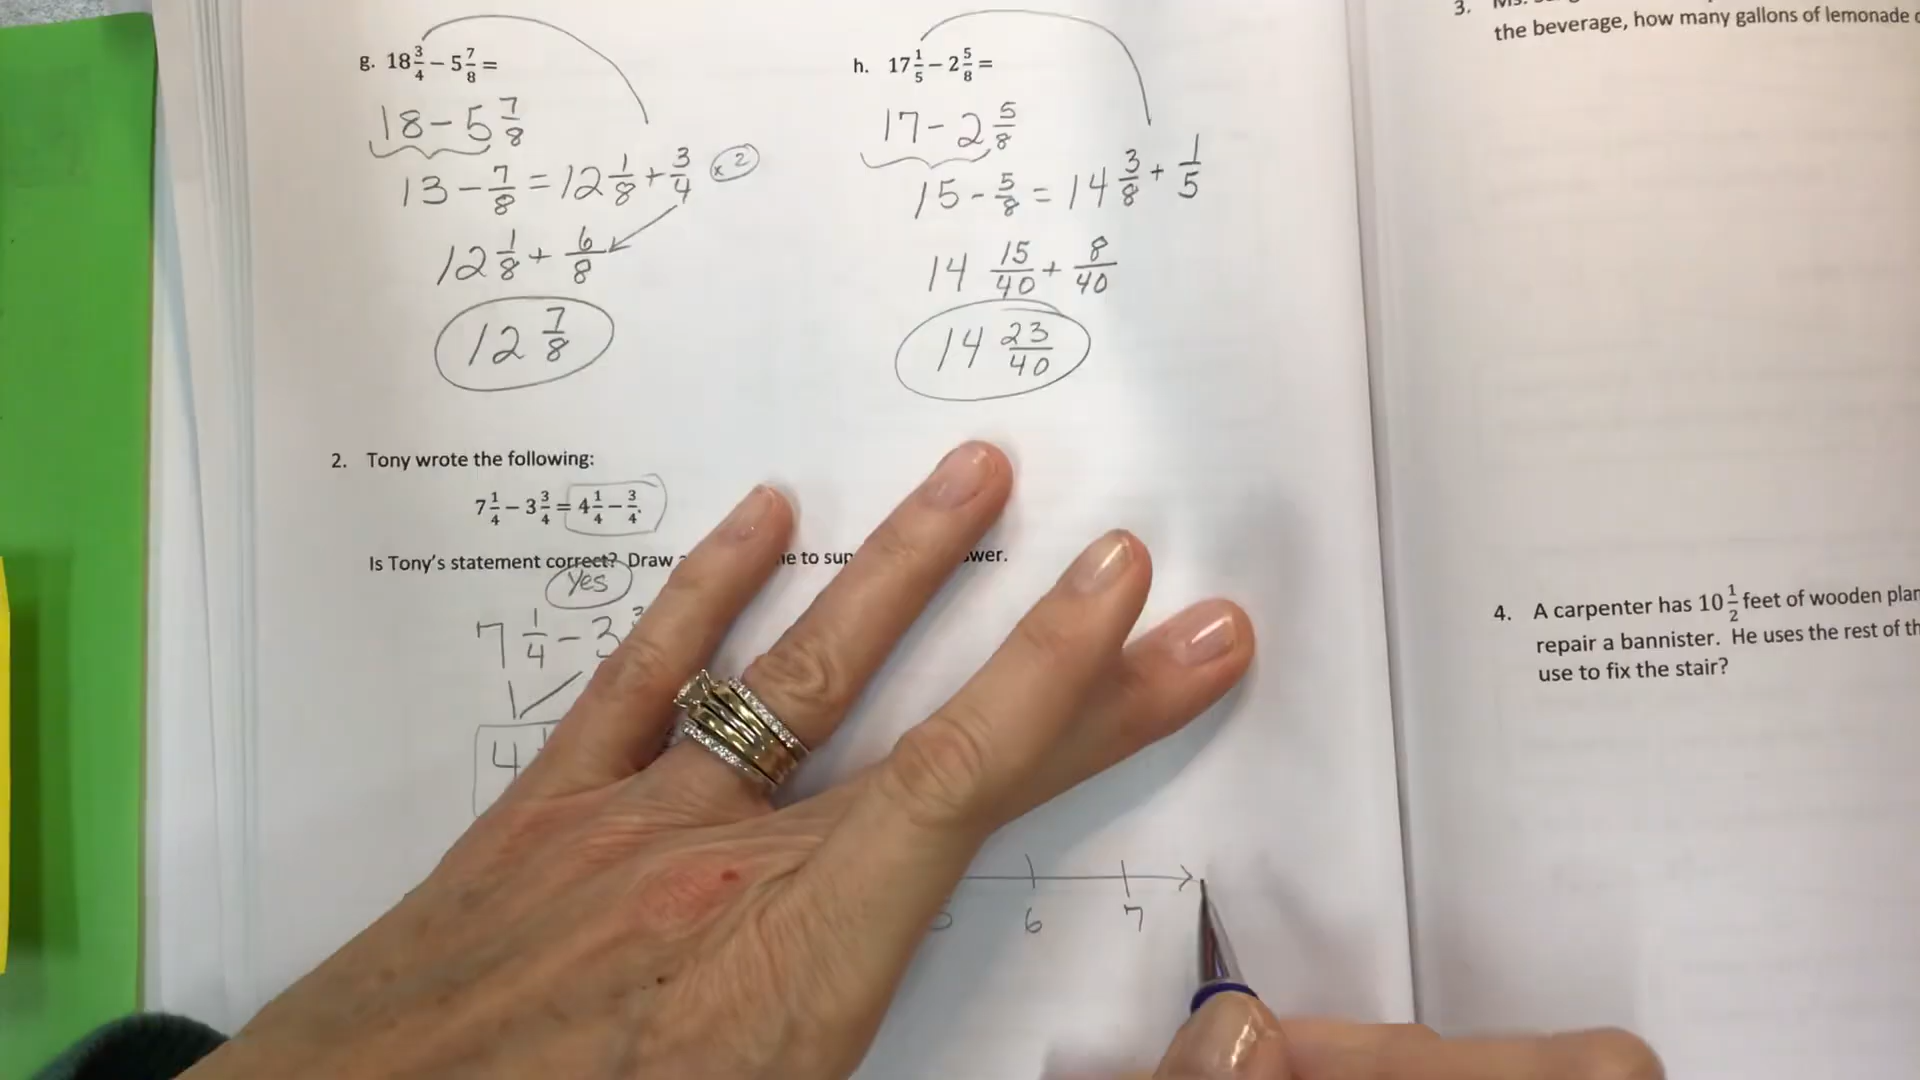 g. 18 3/4 − 5 7/8 =
18 − 5 7/8
13 − 7/8 = 12 1/8 + 3/4 x 2
12 1/8 + 6/8
12 7/8
h. 17 1/5 − 2 5/8 =
17 − 2 5/8
15 − 5/8 = 14 3/8 + 1/5
14 15/40 + 8/40
14 23/40
2. Tony wrote the following:
7 1/4 − 3 3/4 = 4 1/4 − 3/4.
Is Tony's statement correct? Draw to
Yes
7 1/4 − 3
4
6 7
3.
the beverage, how many gallons of lemonade
4. A carpenter has 10 1/2 feet of wooden
repair a bannister. He uses the rest of
use to fix the stair?